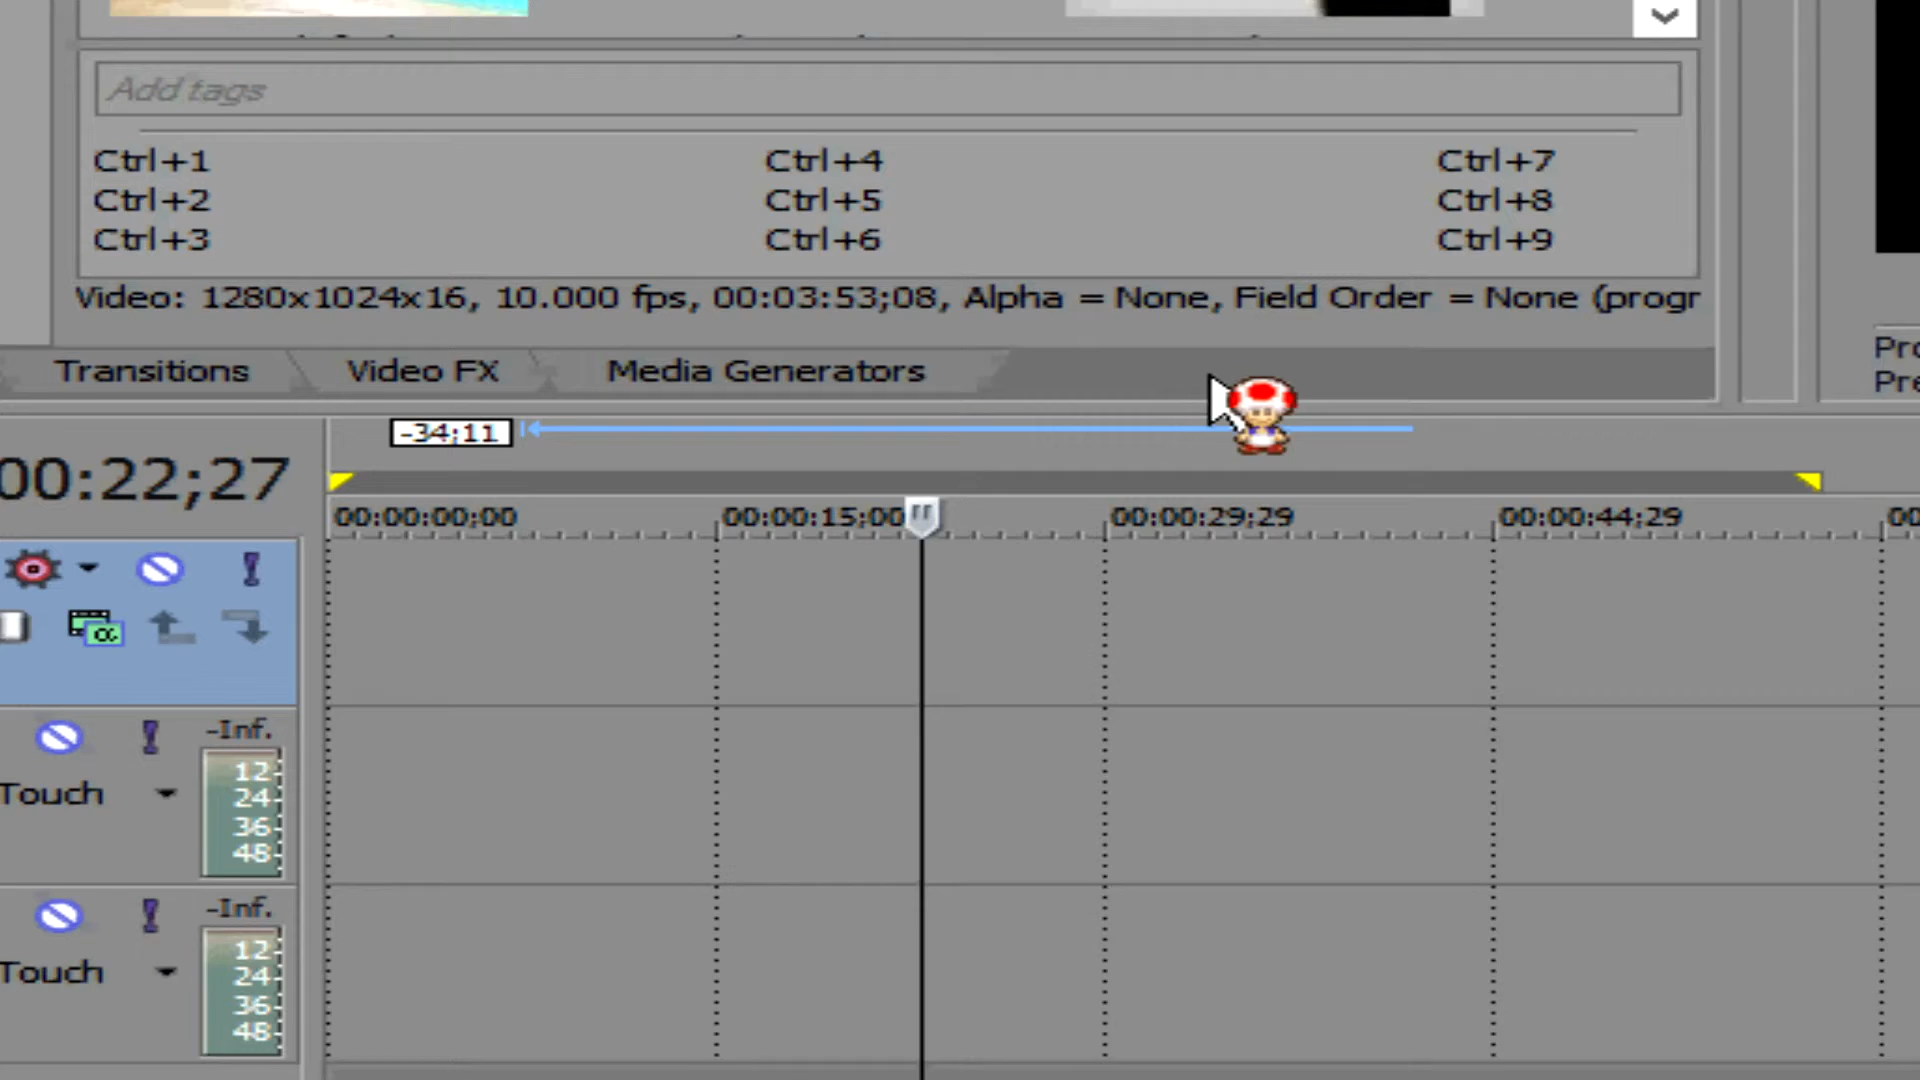 Add tags
Ctrl+1 Ctrl+4 Ctrl+7
Ctrl+2 Ctrl+5 Ctrl+8
Ctrl+3 Ctrl+6 Ctrl+9
Video: 1280x1024x16, 10.000 fps, 00:03:53;08, Alpha = None, Field Order = None (progr
Transitions Video FX Media Generators
Pro
Pre
-34;11
00:22;27
00:00:00;00 00:00:15;00 00:00:29;29 00:00:44;29 00
-Inf.
12
24
36
48
Touch
-Inf.
12
24
36
48
Touch